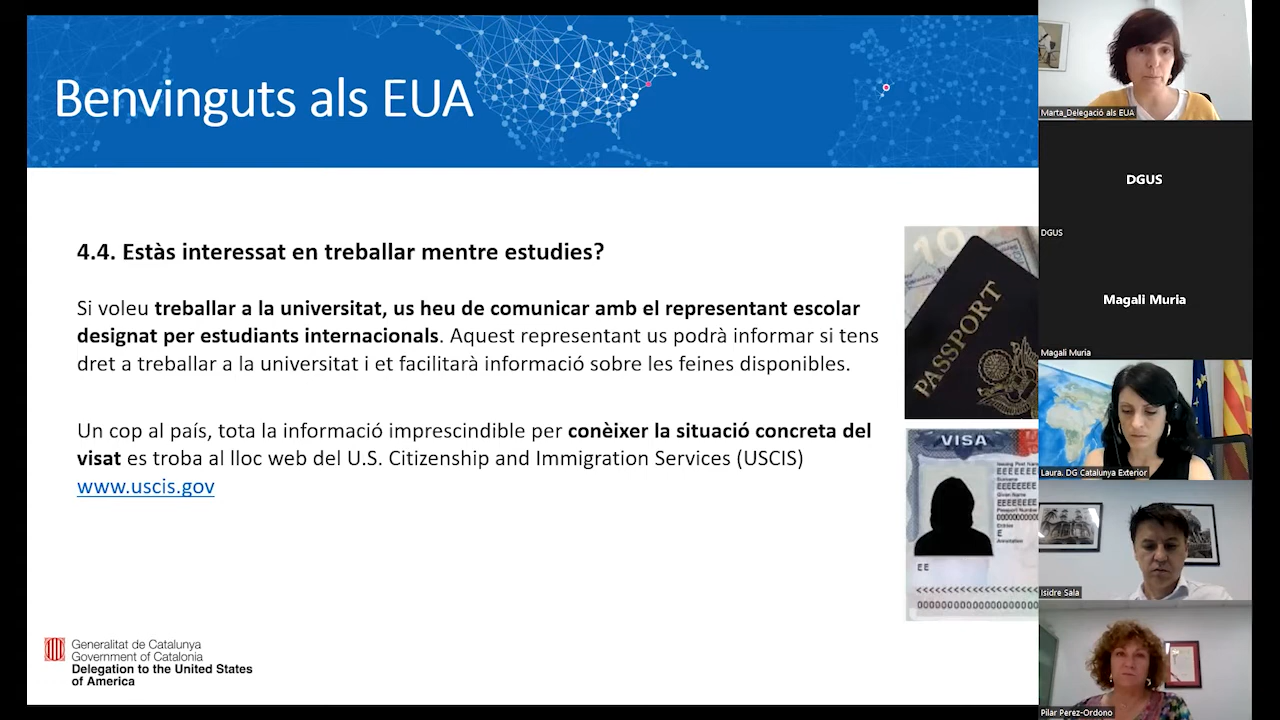 Benvinguts als EUA
4.4. Estàs interessat en treballar mentre estudies?
Si voleu treballar a la universitat, us heu de comunicar amb el representant escolar
designat per estudiants internacionals. Aquest representant us podrà informar si tens
dret a treballar a la universitat i et facilitarà informació sobre les feines disponibles.
Un cop al país, tota la informació imprescindible per conèixer la situació concreta del
visat es troba al lloc web del U.S. Citizenship and Immigration Services (USCIS)
www.uscis.gov
PASSPORT
VISA
EE
Generalitat de Catalunya
Government of Catalonia
Delegation to the United States
of America
Marta_Delegació als EUA
DGUS
DGUS
Magali Muria
Magali Muria
Laura. DG Catalunya Exterior
Isidre Sala
Pilar Perez-Ordono